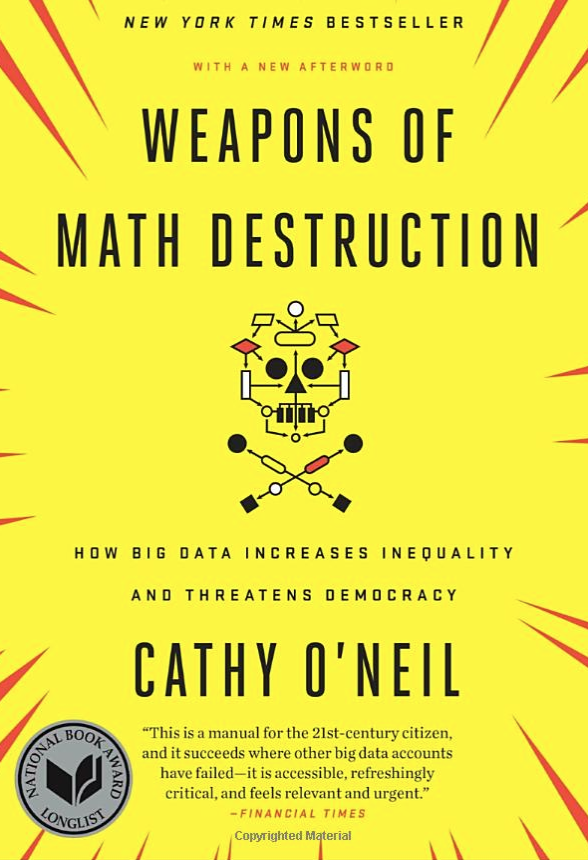 NEW YORK TIMES BESTSELLER
WITH A NEW AFTERWORD
WEAPONS OF
MATH DESTRUCTION
HOW BIG DATA INCREASES INEQUALITY
AND THREATENS DEMOCRACY
CATHY O'NEIL
NATIONAL BOOK AWARD
LONGLIST
“This is a manual for the 21st-century citizen,
and it succeeds where other big data accounts
have failed—it is accessible, refreshingly
critical, and feels relevant and urgent.”
—FINANCIAL TIMES
Copyrighted Material